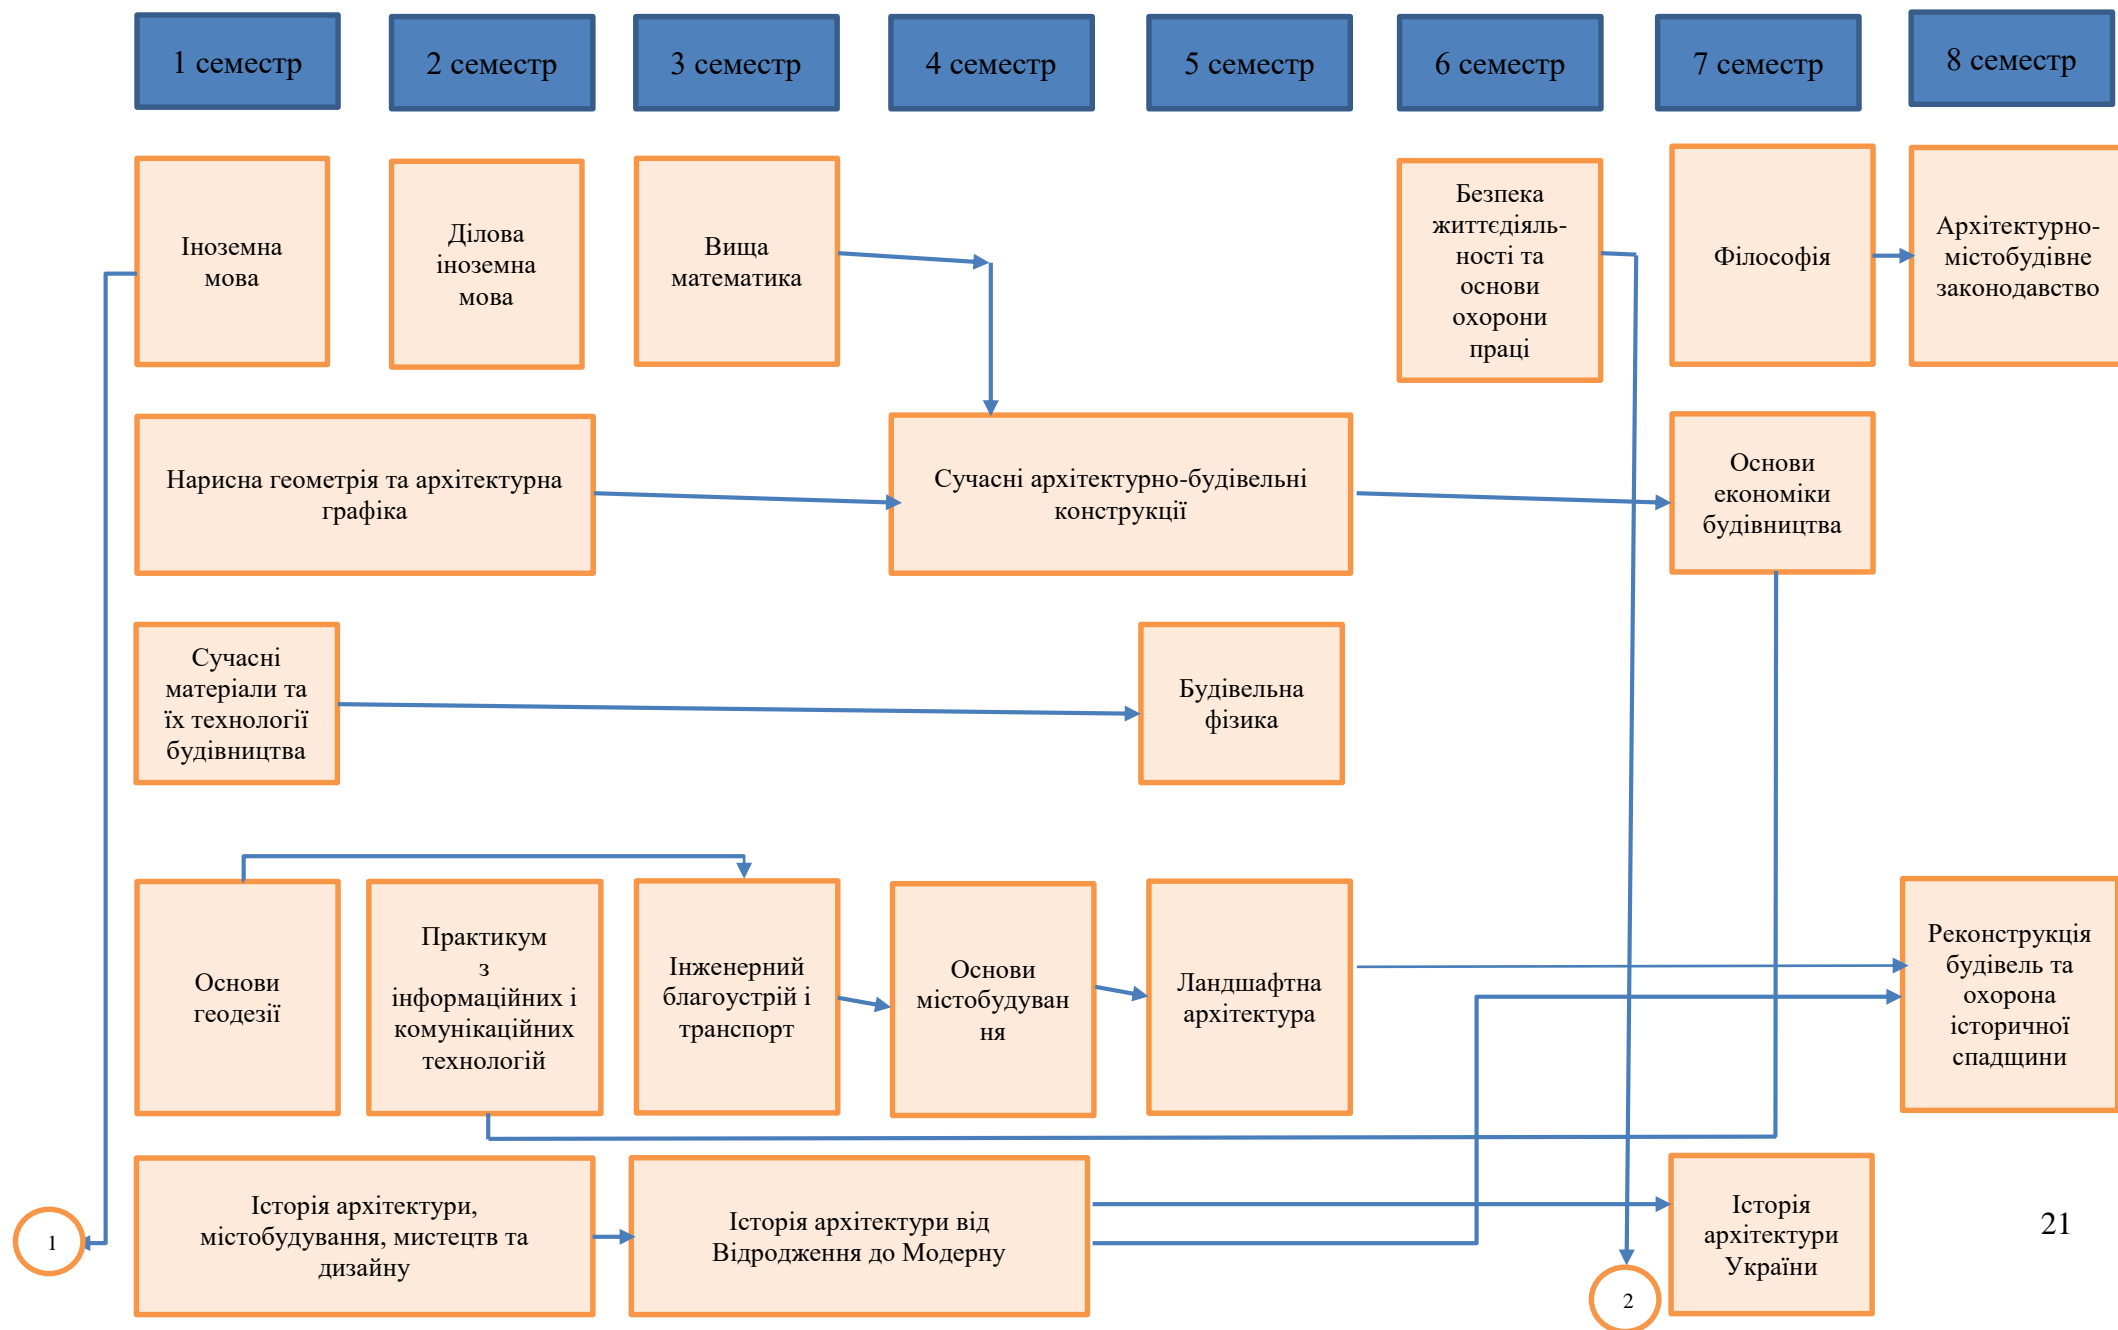 1 семестр
2 семестр
3 семестр
4 семестр
5 семестр
6 семестр
7 семестр
8 семестр
Іноземна
мова
Ділова
іноземна
мова
Вища
математика
Безпека
життєдіяль-
ності та
основи
охорони
праці
Філософія
Архітектурно-
містобудівне
законодавство
Нарисна геометрія та архітектурна
графіка
Сучасні архітектурно-будівельні
конструкції
Основи
економіки
будівництва
Сучасні
матеріали та
їх технології
будівництва
Будівельна
фізика
Основи
геодезії
Практикум
з
інформаційних і
комунікаційних
технологій
Інженерний
благоустрій і
транспорт
Основи
містобудуван
ня
Ландшафтна
архітектура
Реконструкція
будівель та
охорона
історичної
спадщини
1
Історія архітектури,
містобудування, мистецтв та
дизайну
Історія архітектури від
Відродження до Модерну
2
Історія
архітектури
України
21